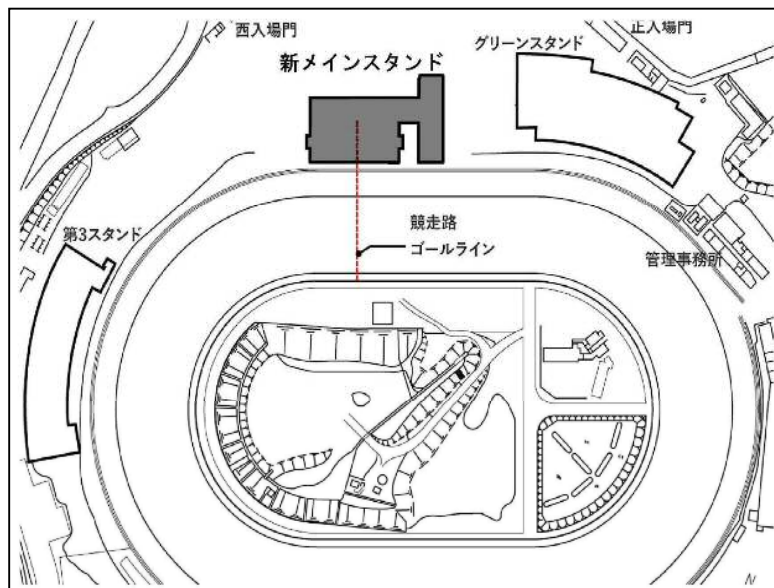 西入場門
正入場門
グリーンスタンド
新メインスタンド
競走路
ゴールライン
第3スタンド
管理事務所
N